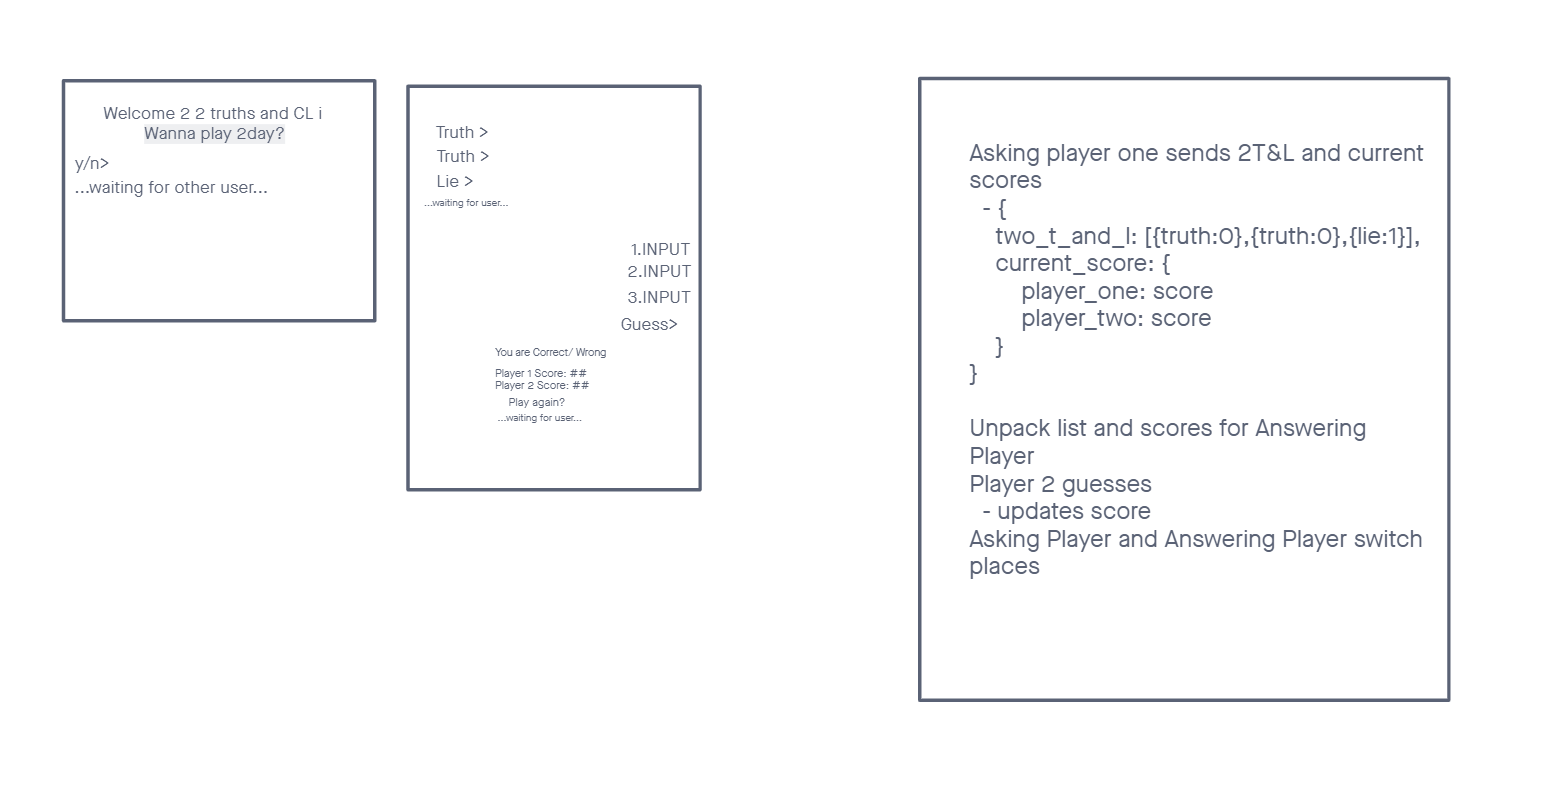 Welcome 2 2 truths and CL i
Wanna play 2day?
y/n>
...waiting for other user...
Truth >
Truth >
Lie >
...waiting for user...
1.INPUT
2.INPUT
3.INPUT
Guess>
You are Correct/ Wrong
Player 1 Score: ##
Player 2 Score: ##
Play again?
...waiting for user...
Asking player one sends 2T&L and current
scores
- {
two_t_and_l: [{truth:0},{truth:0},{lie:1}],
current_score: {
player_one: score
player_two: score
}
}
Unpack list and scores for Answering
Player
Player 2 guesses
- updates score
Asking Player and Answering Player switch
places